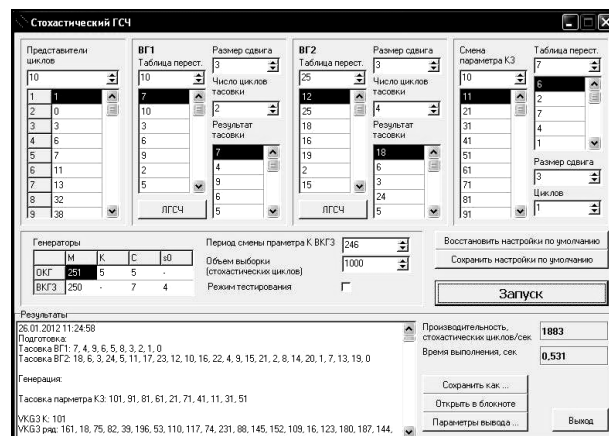 Стохастический ГСЧ
Представители циклов
10
1 1
2 0
3 3
4 6
5 7
6 11
7 13
8 32
9 38
ВГ1
Таблица перест.
10
7
10
3
6
9
2
5
ЛГСЧ
Размер сдвига
3
Число циклов тасовки
2
Результат тасовки
7
4
9
6
5
ВГ2
Таблица перест.
25
12
25
18
16
19
2
15
ЛГСЧ
Размер сдвига
3
Число циклов тасовки
4
Результат тасовки
18
6
3
24
5
Смена параметра К3
10
11
21
31
41
51
61
71
81
91
Таблица перест.
7
6
2
7
4
1
Размер сдвига
3
Циклов
1
Генераторы
M K C s0
ОКГ 251 5 5 -
ВКГ3 250 - 7 4
Период смены праметра К ВКГ3 246
Объем выборки (стохастических циклов) 1000
Режим тестирования
Восстановить настройки по умолчанию
Сохранить настройки по умолчанию
Запуск
Результаты
26.01.2012 11:24:58
Подготовка:
Тасовка ВГ1: 7, 4, 9, 6, 5, 8, 3, 2, 1, 0
Тасовка ВГ2: 18, 6, 3, 24, 5, 11, 17, 23, 12, 10, 16, 22, 4, 9, 15, 21, 2, 8, 14, 20, 1, 7, 13, 19, 0
Генерация:
Тасовка парметра К3: 101, 91, 81, 61, 21, 71, 41, 11, 31, 51
VKG3 K: 101
VKG3 ряд: 161, 18, 75, 82, 39, 196, 53, 110, 117, 74, 231, 88, 145, 152, 109, 16, 123, 180, 187, 144,
Производительность, стохастических циклов/сек 1883
Время выполнения, сек 0,531
Сохранить как ...
Открыть в блокноте
Параметры вывода ...
Выход